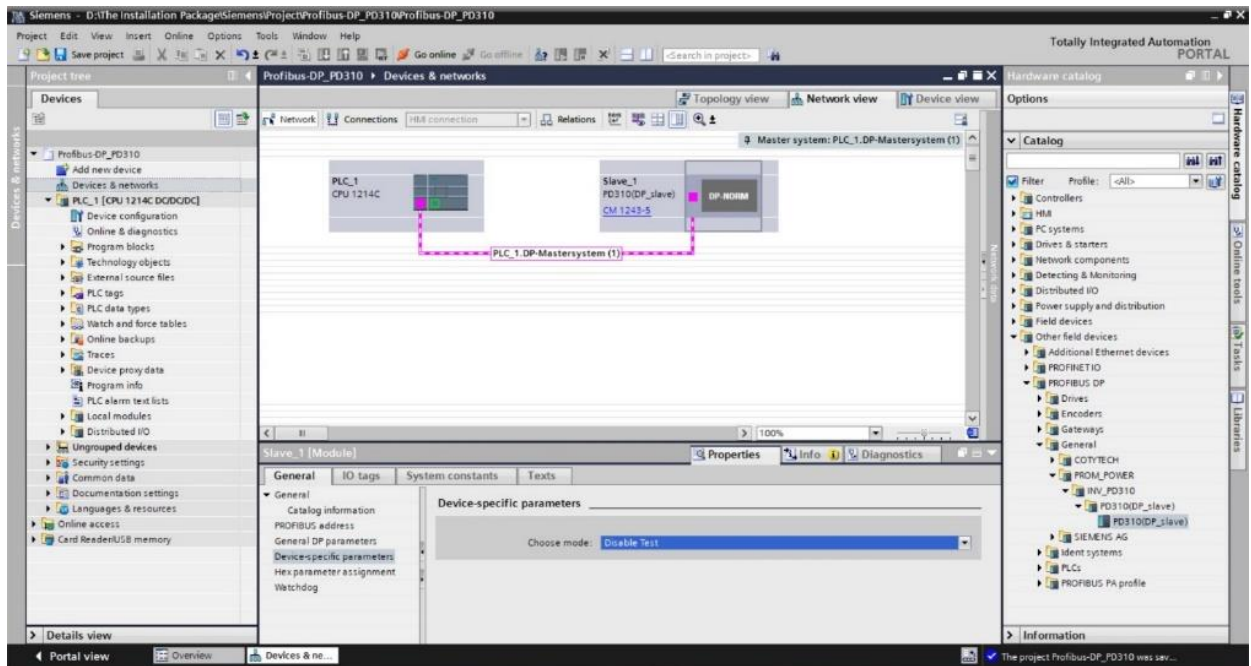 Siemens - D:\The Installation Package\Siemens\Project\Profibus-DP_PD310\Profibus-DP_PD310
Project Edit View Insert Online Options Tools Window Help
Totally Integrated Automation
PORTAL
Save project
Go online
Go offline
<Search in project>
Project tree
Devices
Devices & networks
Profibus-DP_PD310
Add new device
Devices & networks
PLC_1 [CPU 1214C DC/DC/DC]
Device configuration
Online & diagnostics
Program blocks
Technology objects
External source files
PLC tags
PLC data types
Watch and force tables
Online backups
Traces
Device proxy data
Program info
PLC alarm text lists
Local modules
Distributed I/O
Ungrouped devices
Security settings
Common data
Documentation settings
Languages & resources
Online access
Card Reader/USB memory
Details view
Profibus-DP_PD310 Devices & networks
Topology view
Network view
Device view
Network
Connections
HMI connection
Relations
Master system: PLC_1.DP-Mastersystem (1)
PLC_1
CPU 1214C
Slave_1
PD310(DP_slave)
CM 1243-5
DP-NORM
PLC_1.DP-Mastersystem (1)
Network data
100%
Slave_1 [Module]
Properties
Info
Diagnostics
General
IO tags
System constants
Texts
General
Catalog information
PROFIBUS address
General DP parameters
Device-specific parameters
Hex parameter assignment
Watchdog
Device-specific parameters
Choose mode: Disable Test
Hardware catalog
Options
Catalog
Filter
Profile: <All>
Controllers
HMI
PC systems
Drives & starters
Network components
Detecting & Monitoring
Distributed I/O
Power supply and distribution
Field devices
Other field devices
Additional Ethernet devices
PROFINET IO
PROFIBUS DP
Drives
Encoders
Gateways
General
COTYTECH
PROM_POWER
INV_PD310
PD310(DP_slave)
PD310(DP_slave)
SIEMENS AG
Ident systems
PLCs
PROFIBUS PA profile
Information
Hardware catalog
Online tools
Tasks
Libraries
Portal view
Overview
Devices & ne...
The project Profibus-DP_PD310 was sav...